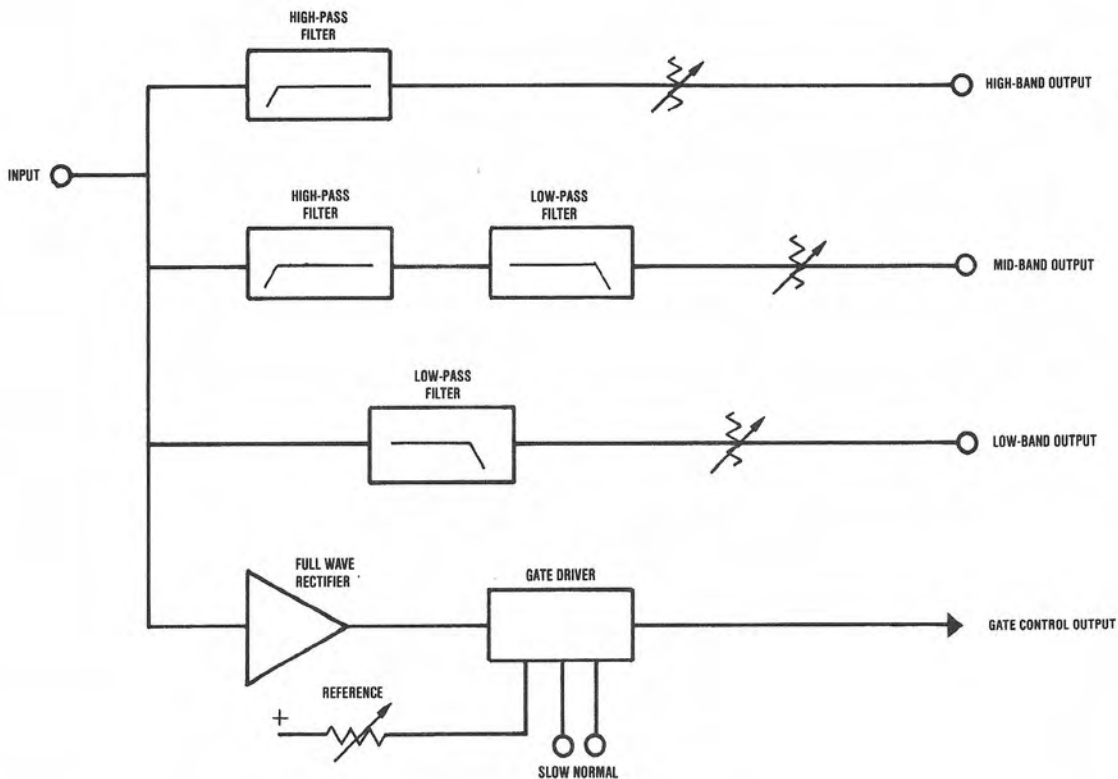 HIGH-PASS
FILTER
HIGH-BAND OUTPUT
INPUT
HIGH-PASS
FILTER
LOW-PASS
FILTER
MID-BAND OUTPUT
LOW-PASS
FILTER
LOW-BAND OUTPUT
FULL WAVE
RECTIFIER
GATE DRIVER
GATE CONTROL OUTPUT
REFERENCE
+
SLOW NORMAL